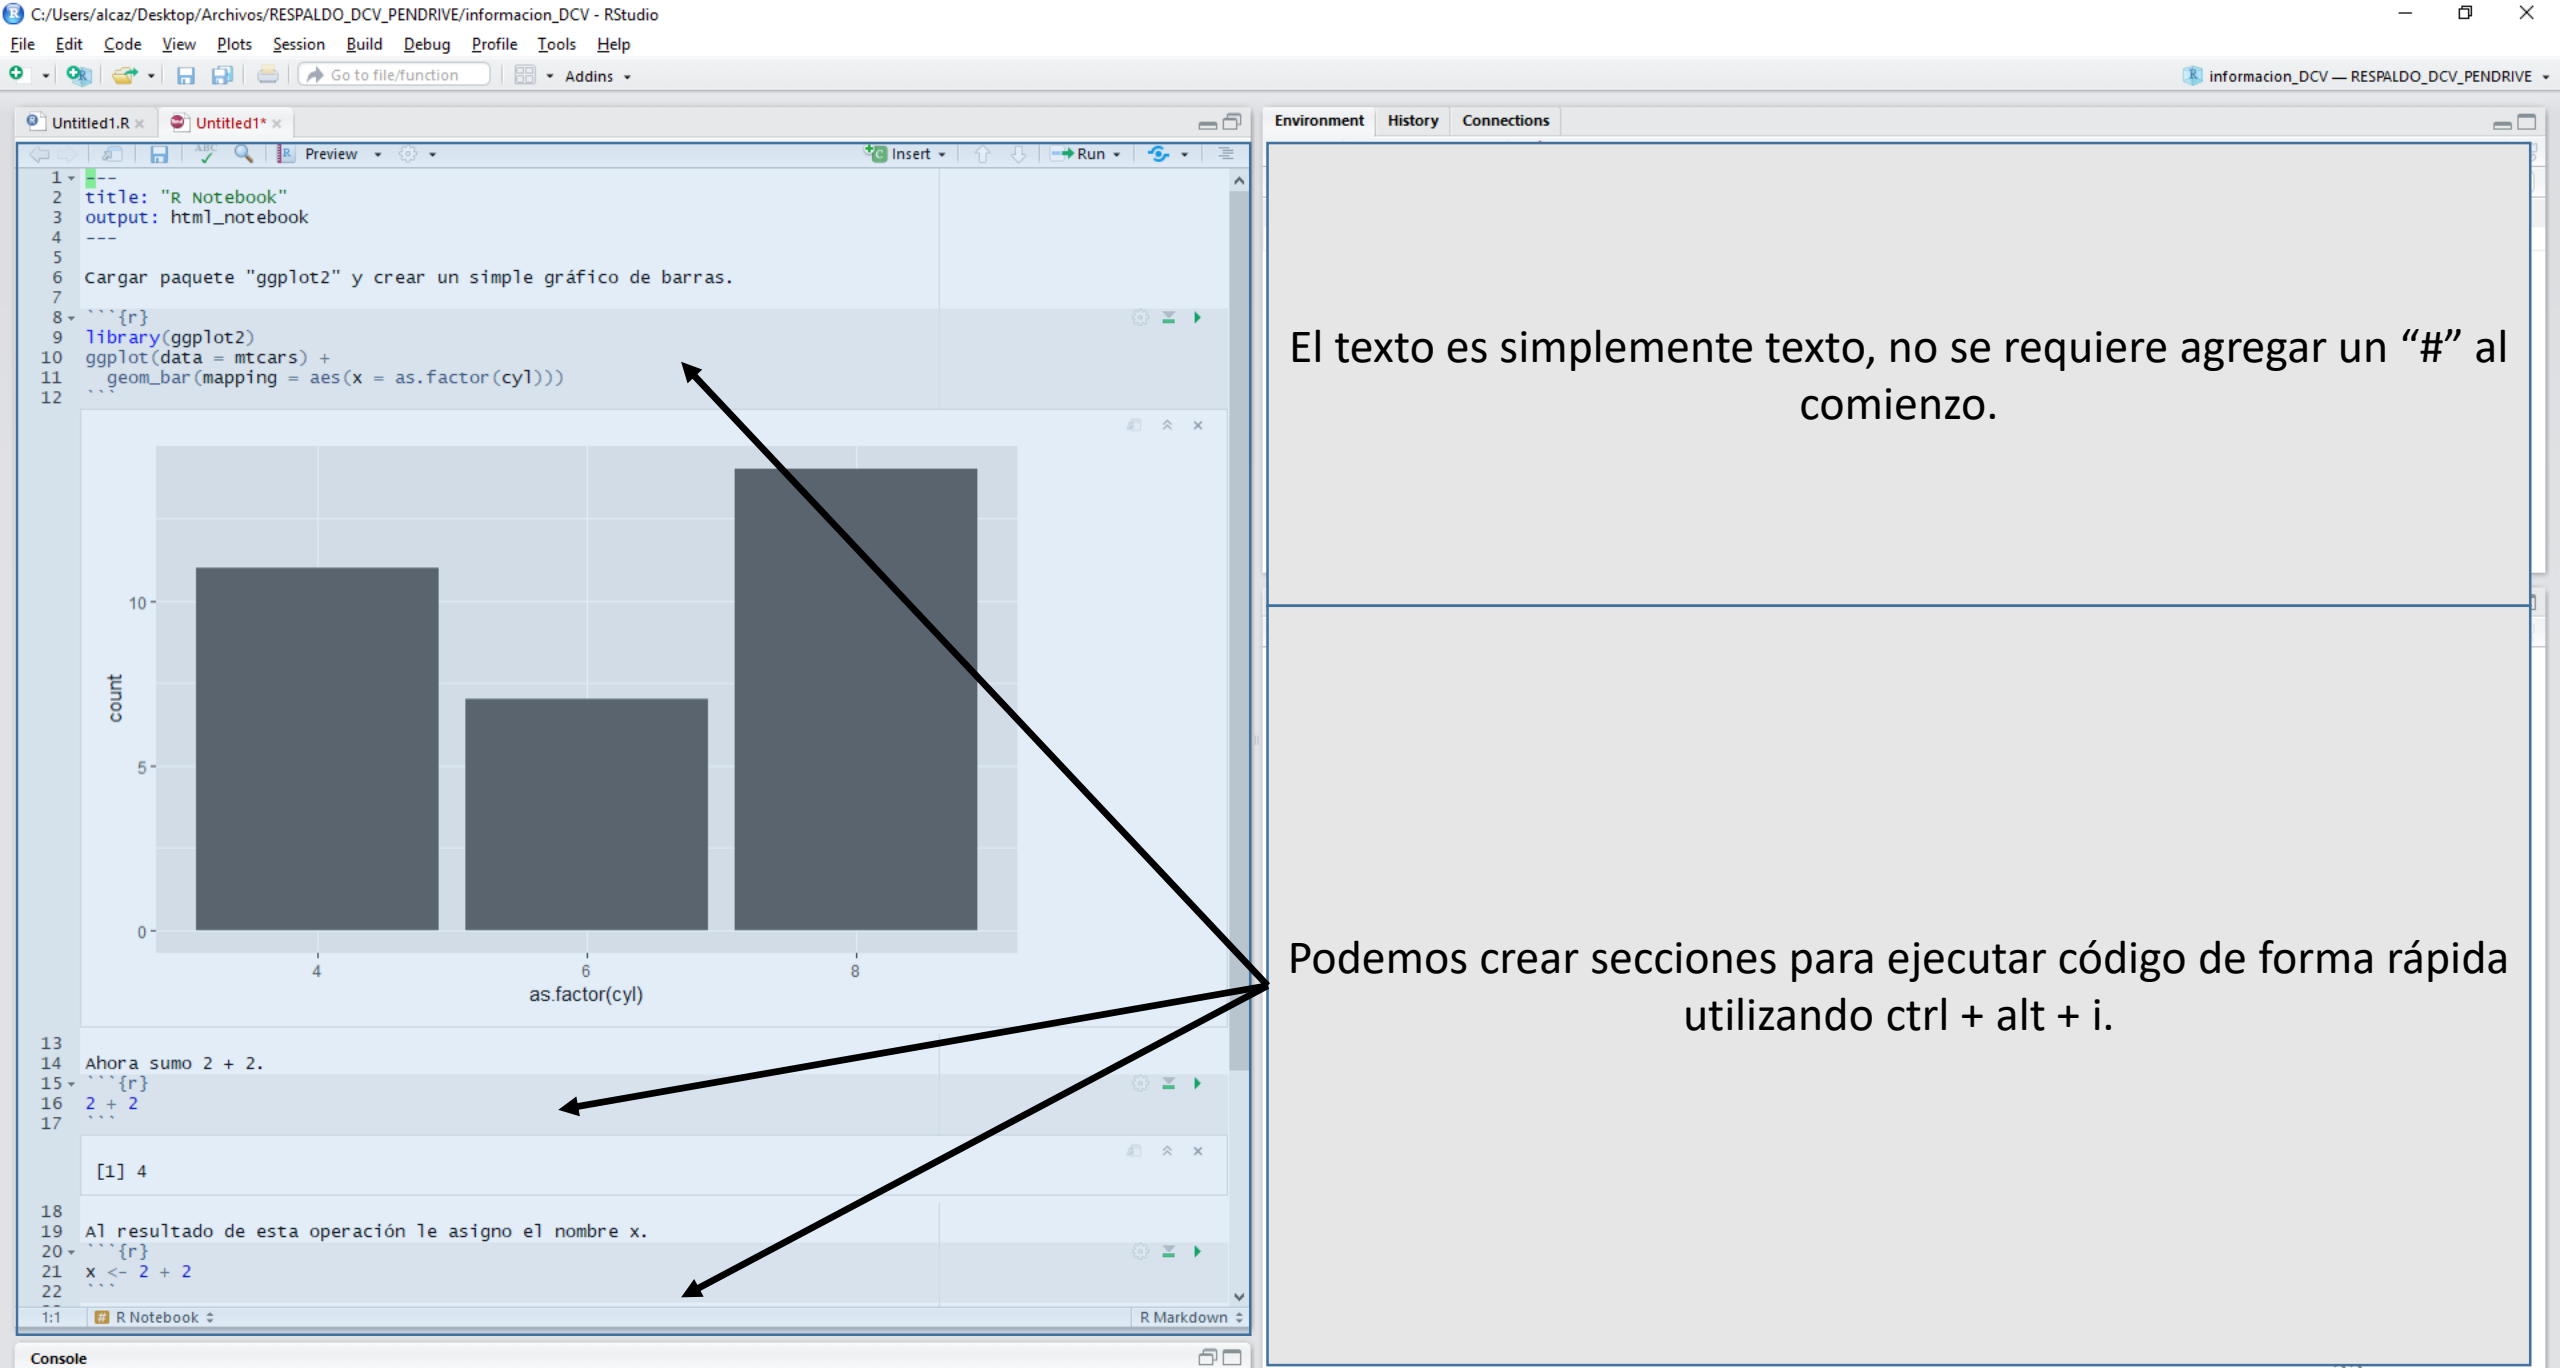 C:/Users/alcaz/Desktop/Archivos/RESPALDO_DCV_PENDRIVE/informacion_DCV - RStudio
File Edit Code View Plots Session Build Debug Profile Tools Help
Go to file/function Addins
informacion_DCV — RESPALDO_DCV_PENDRIVE
Untitled1.R Untitled1*
Environment History Connections
ABC Preview Insert Run
1 ---
2 title: "R Notebook"
3 output: html_notebook
4 ---
5
6 Cargar paquete "ggplot2" y crear un simple gráfico de barras.
7
8 ```{r}
9 library(ggplot2)
10 ggplot(data = mtcars) +
11 geom_bar(mapping = aes(x = as.factor(cyl)))
12 ```
10
5
0
count
4 6 8
as.factor(cyl)
13
14 Ahora sumo 2 + 2.
15 ```{r}
16 2 + 2
17 ```
[1] 4
18
19 Al resultado de esta operación le asigno el nombre x.
20 ```{r}
21 x <- 2 + 2
22 ```
1:1 # R Notebook R Markdown
Console
El texto es simplemente texto, no se requiere agregar un “#” al
comienzo.
Podemos crear secciones para ejecutar código de forma rápida
utilizando ctrl + alt + i.